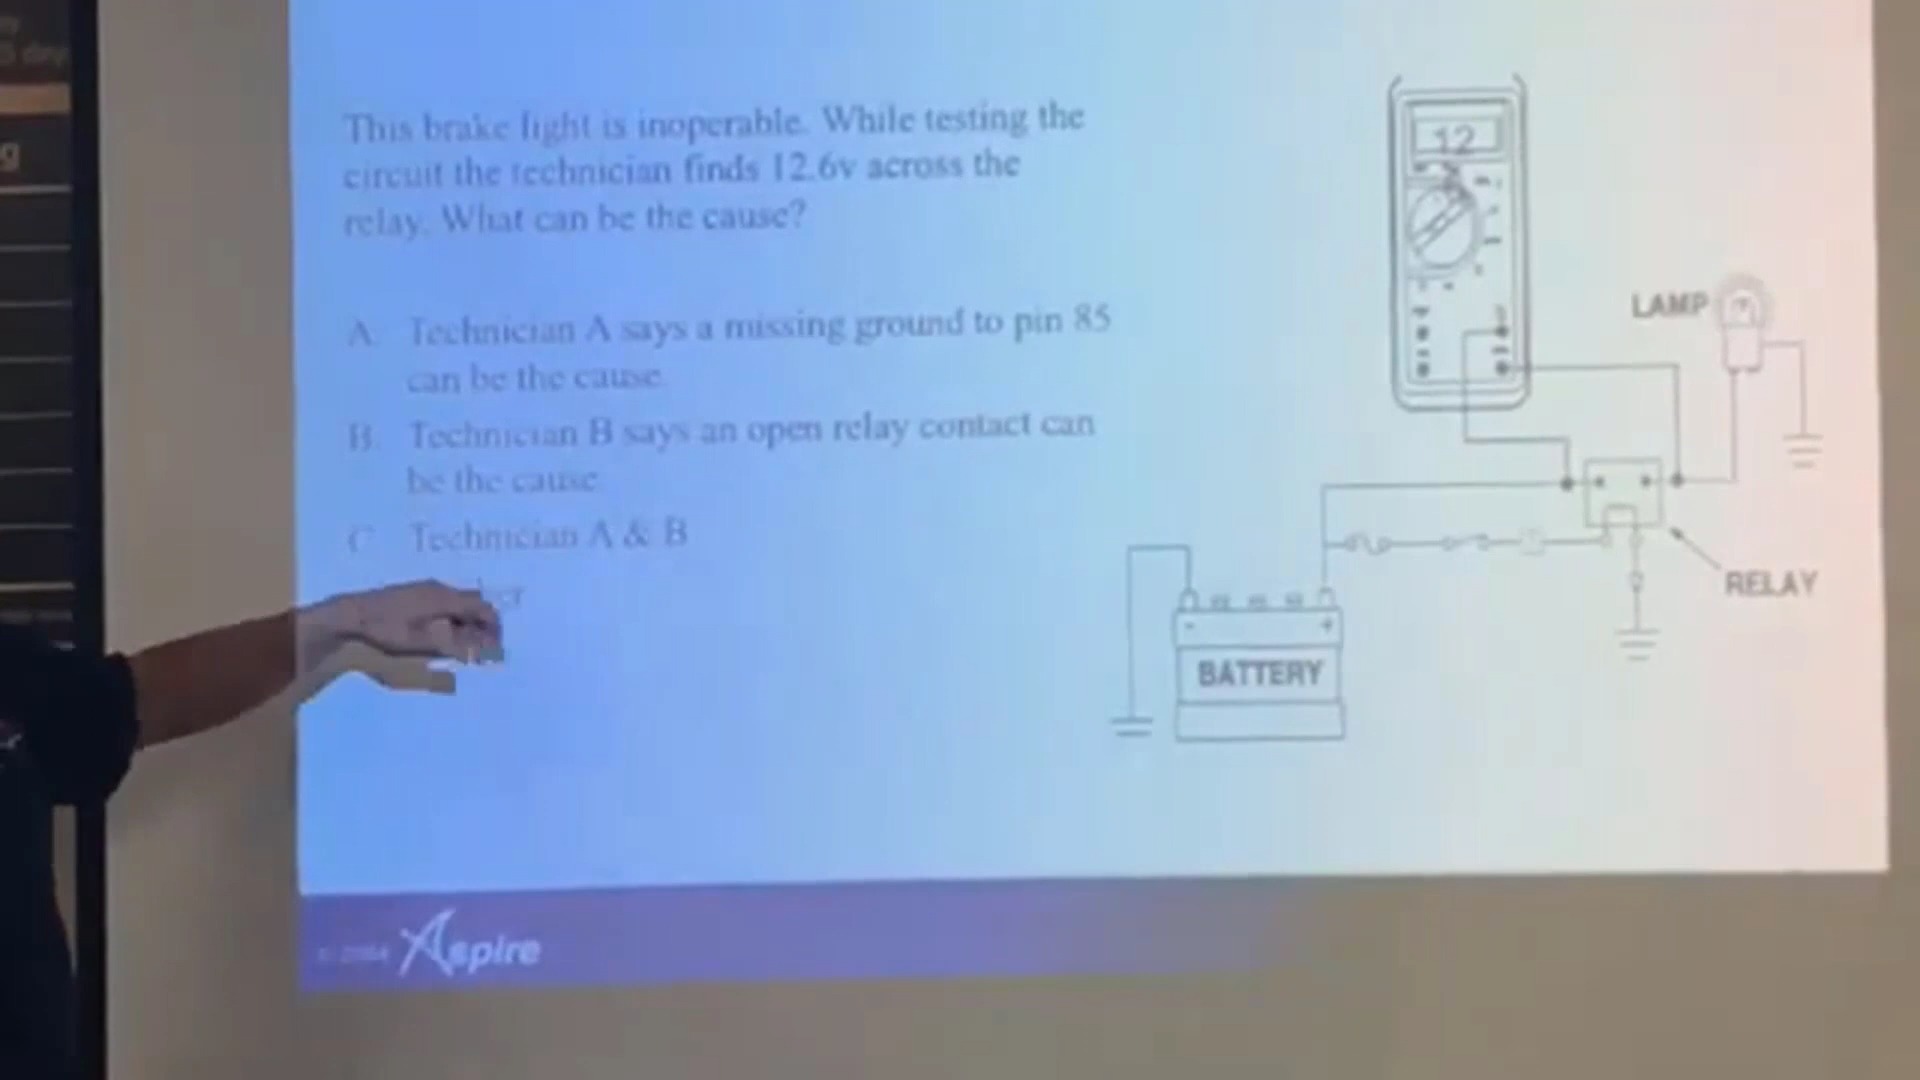 This brake light is inoperable. While testing the
circuit the technician finds 12.6v across the
relay. What can be the cause?
A. Technician A says a missing ground to pin 85
can be the cause.
B. Technician B says an open relay contact can
be the cause.
C. Technician A & B
12
LAMP
RELAY
- +
BATTERY
Aspire
5 day
g